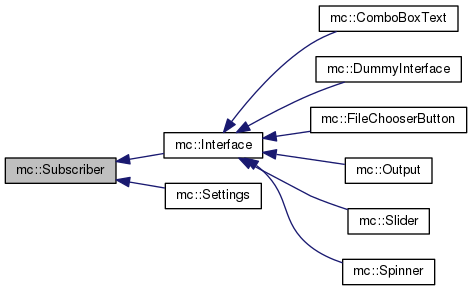 mc::ComboBoxText
mc::DummyInterface
mc::FileChooserButton
mc::Interface
mc::Subscriber
mc::Output
mc::Settings
mc::Slider
mc::Spinner